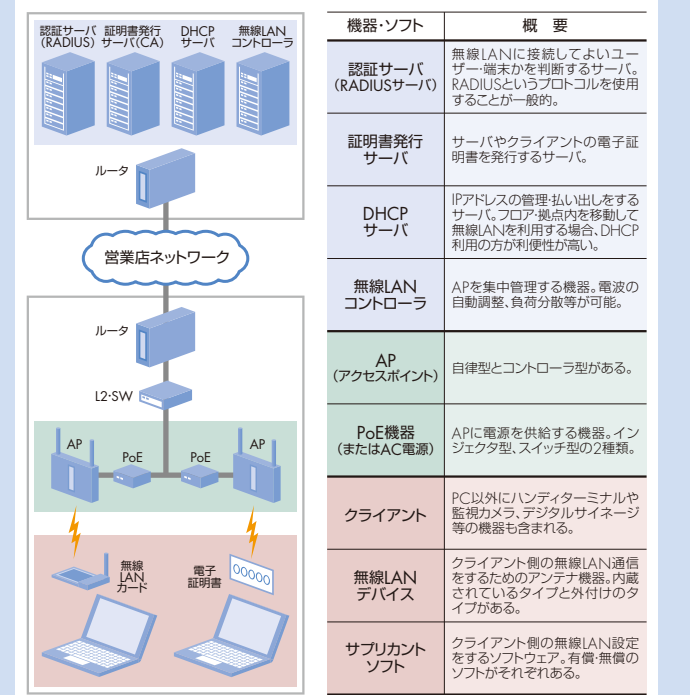 認証サーバ
(RADIUS)
証明書発行
サーバ(CA)
DHCP
サーバ
無線LAN
コントローラ
ルータ
営業店ネットワーク
ルータ
L2·SW
AP
PoE
PoE
AP
無線
LAN
カード
電子
証明書
00000
機器・ソフト
概 要
認証サーバ
(RADIUSサーバ)
無線LANに接続してよいユー
ザー・端末かを判断するサーバ。
RADIUSというプロトコルを使用
することが一般的。
証明書発行
サーバ
サーバやクライアントの電子証
明書を発行するサーバ。
DHCP
サーバ
IPアドレスの管理・払い出しをする
サーバ。フロア・拠点内を移動して
無線LANを利用する場合、DHCP
利用の方が利便性が高い。
無線LAN
コントローラ
APを集中管理する機器。電波の
自動調整、負荷分散等が可能。
AP
(アクセスポイント)
自律型とコントローラ型がある。
PoE機器
(またはAC電源)
APに電源を供給する機器。イン
ジェクタ型、スイッチ型の2種類。
クライアント
PC以外にハンディターミナルや
監視カメラ、デジタルサイネージ
等の機器も含まれる。
無線LAN
デバイス
クライアント側の無線LAN通信
をするためのアンテナ機器。内蔵
されているタイプと外付けのタ
イプがある。
サプリカント
ソフト
クライアント側の無線LAN設定
をするソフトウェア。有償・無償の
ソフトがそれぞれある。